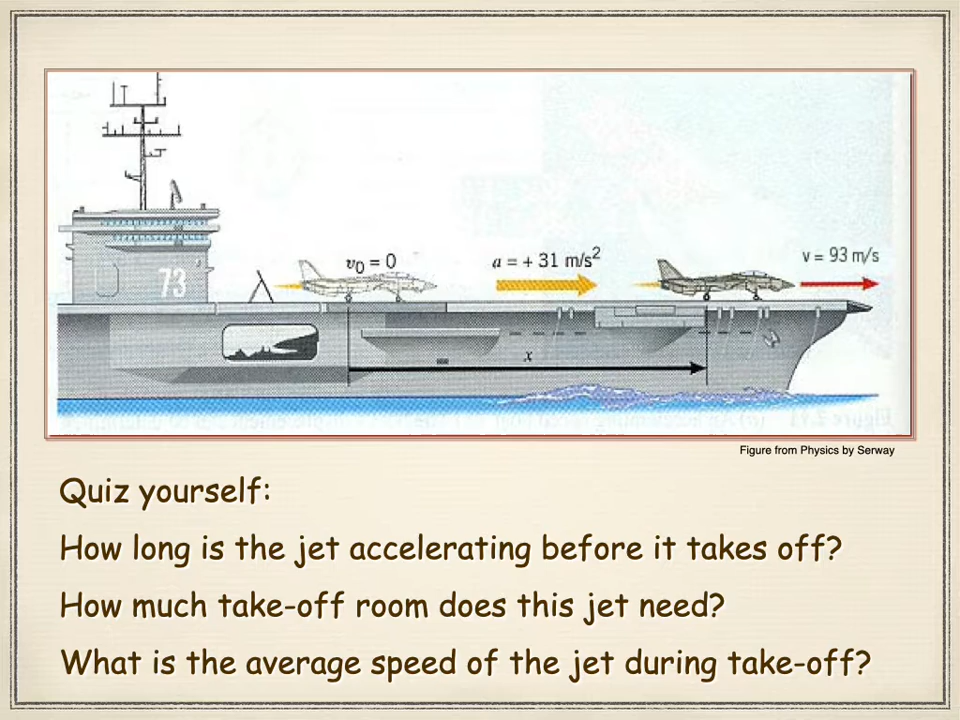 73
v₀ = 0
a = + 31 m/s²
v = 93 m/s
x
Figure from Physics by Serway
Quiz yourself:
How long is the jet accelerating before it takes off?
How much take-off room does this jet need?
What is the average speed of the jet during take-off?